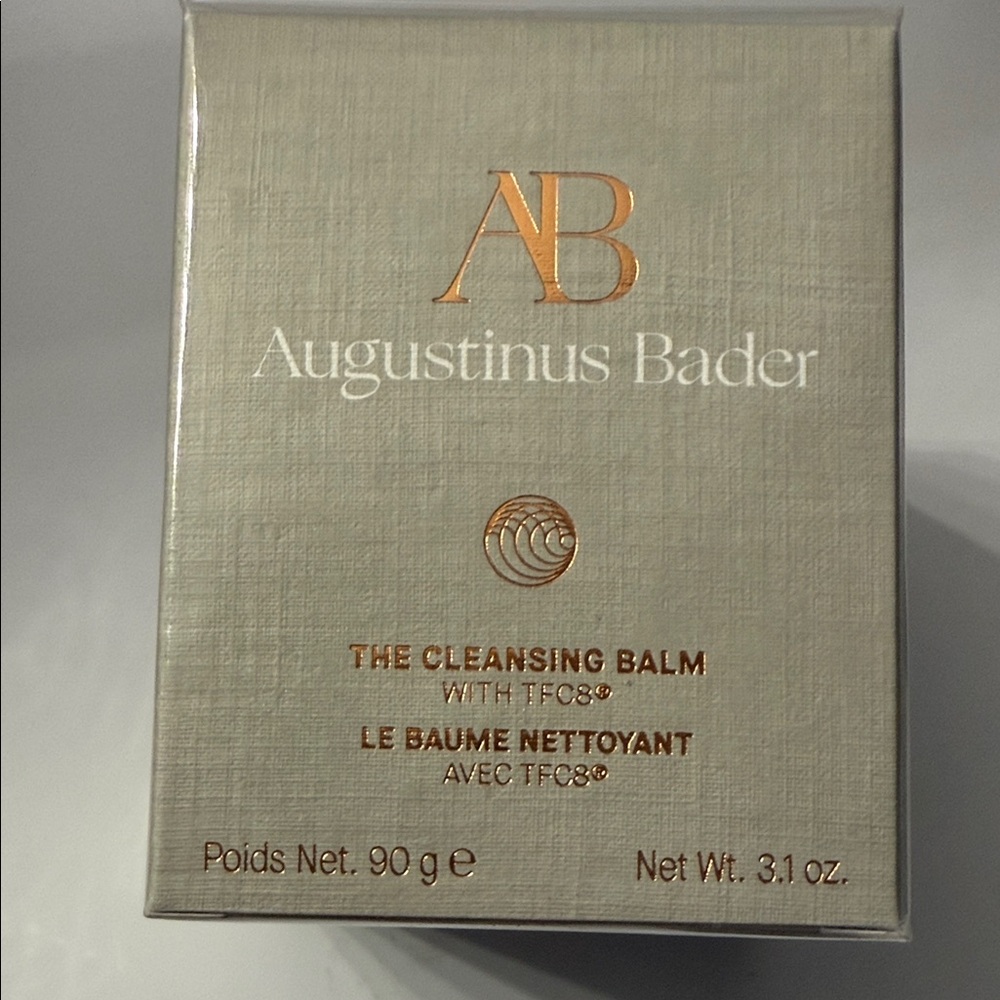 AB
Augustinus Bader
THE CLEANSING BALM
WITH TFC8®
LE BAUME NETTOYANT
AVEC TFC8®
Poids Net. 90 g ℮
Net Wt. 3.1 oz.